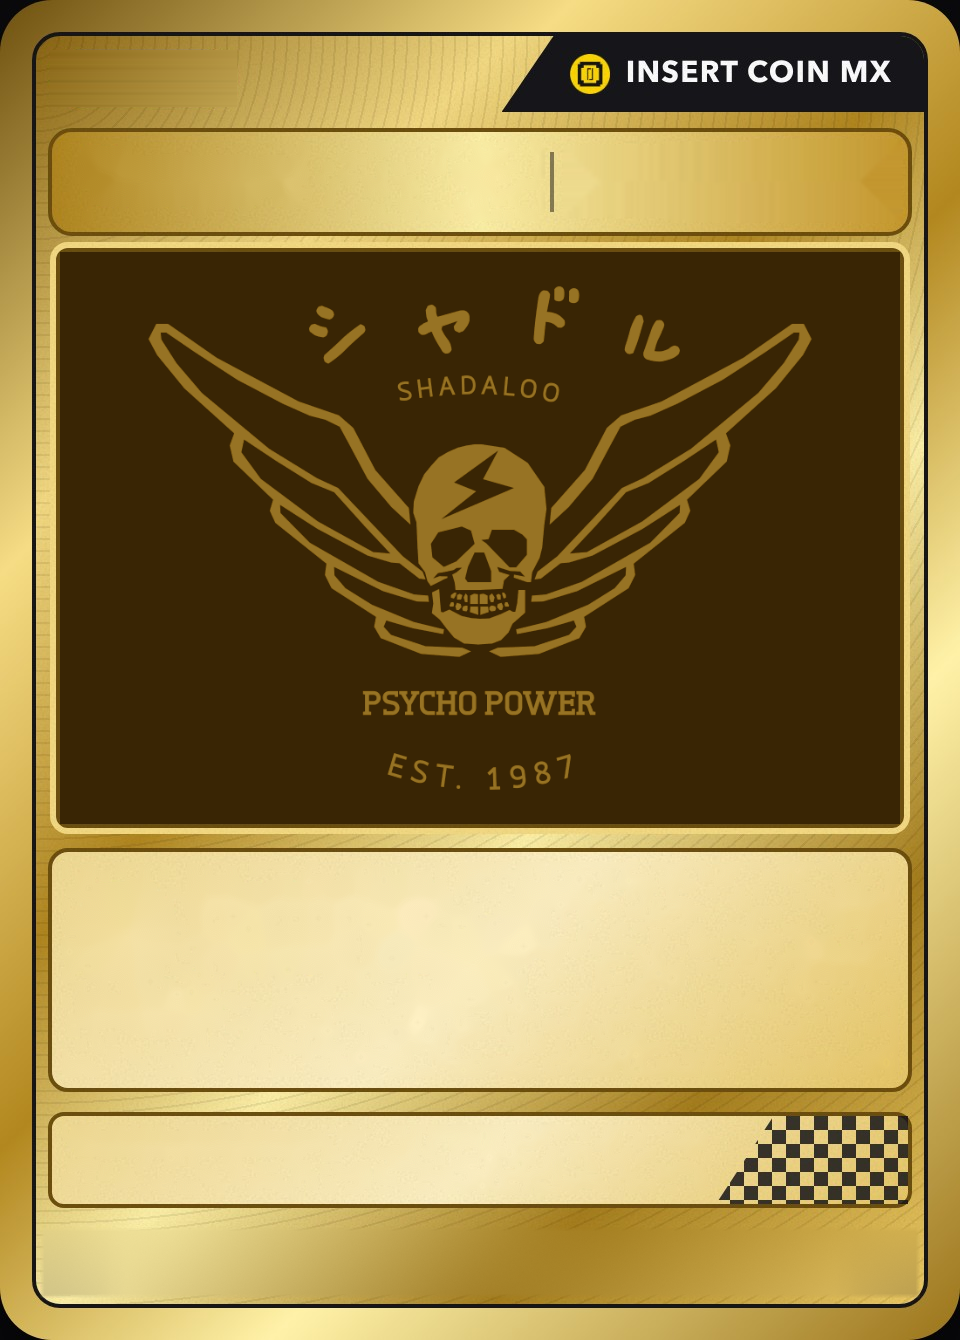 INSERT COIN MX
シャドル
SHADALOO
PSYCHO POWER
EST. 1987